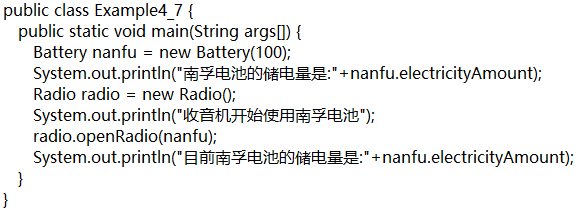 public class Example4_7 {
public static void main(String args[]) {
Battery nanfu = new Battery(100);
System.out.println("南孚电池的储电量是:"+nanfu.electricityAmount);
Radio radio = new Radio();
System.out.println("收音机开始使用南孚电池");
radio.openRadio(nanfu);
System.out.println("目前南孚电池的储电量是:"+nanfu.electricityAmount);
}
}